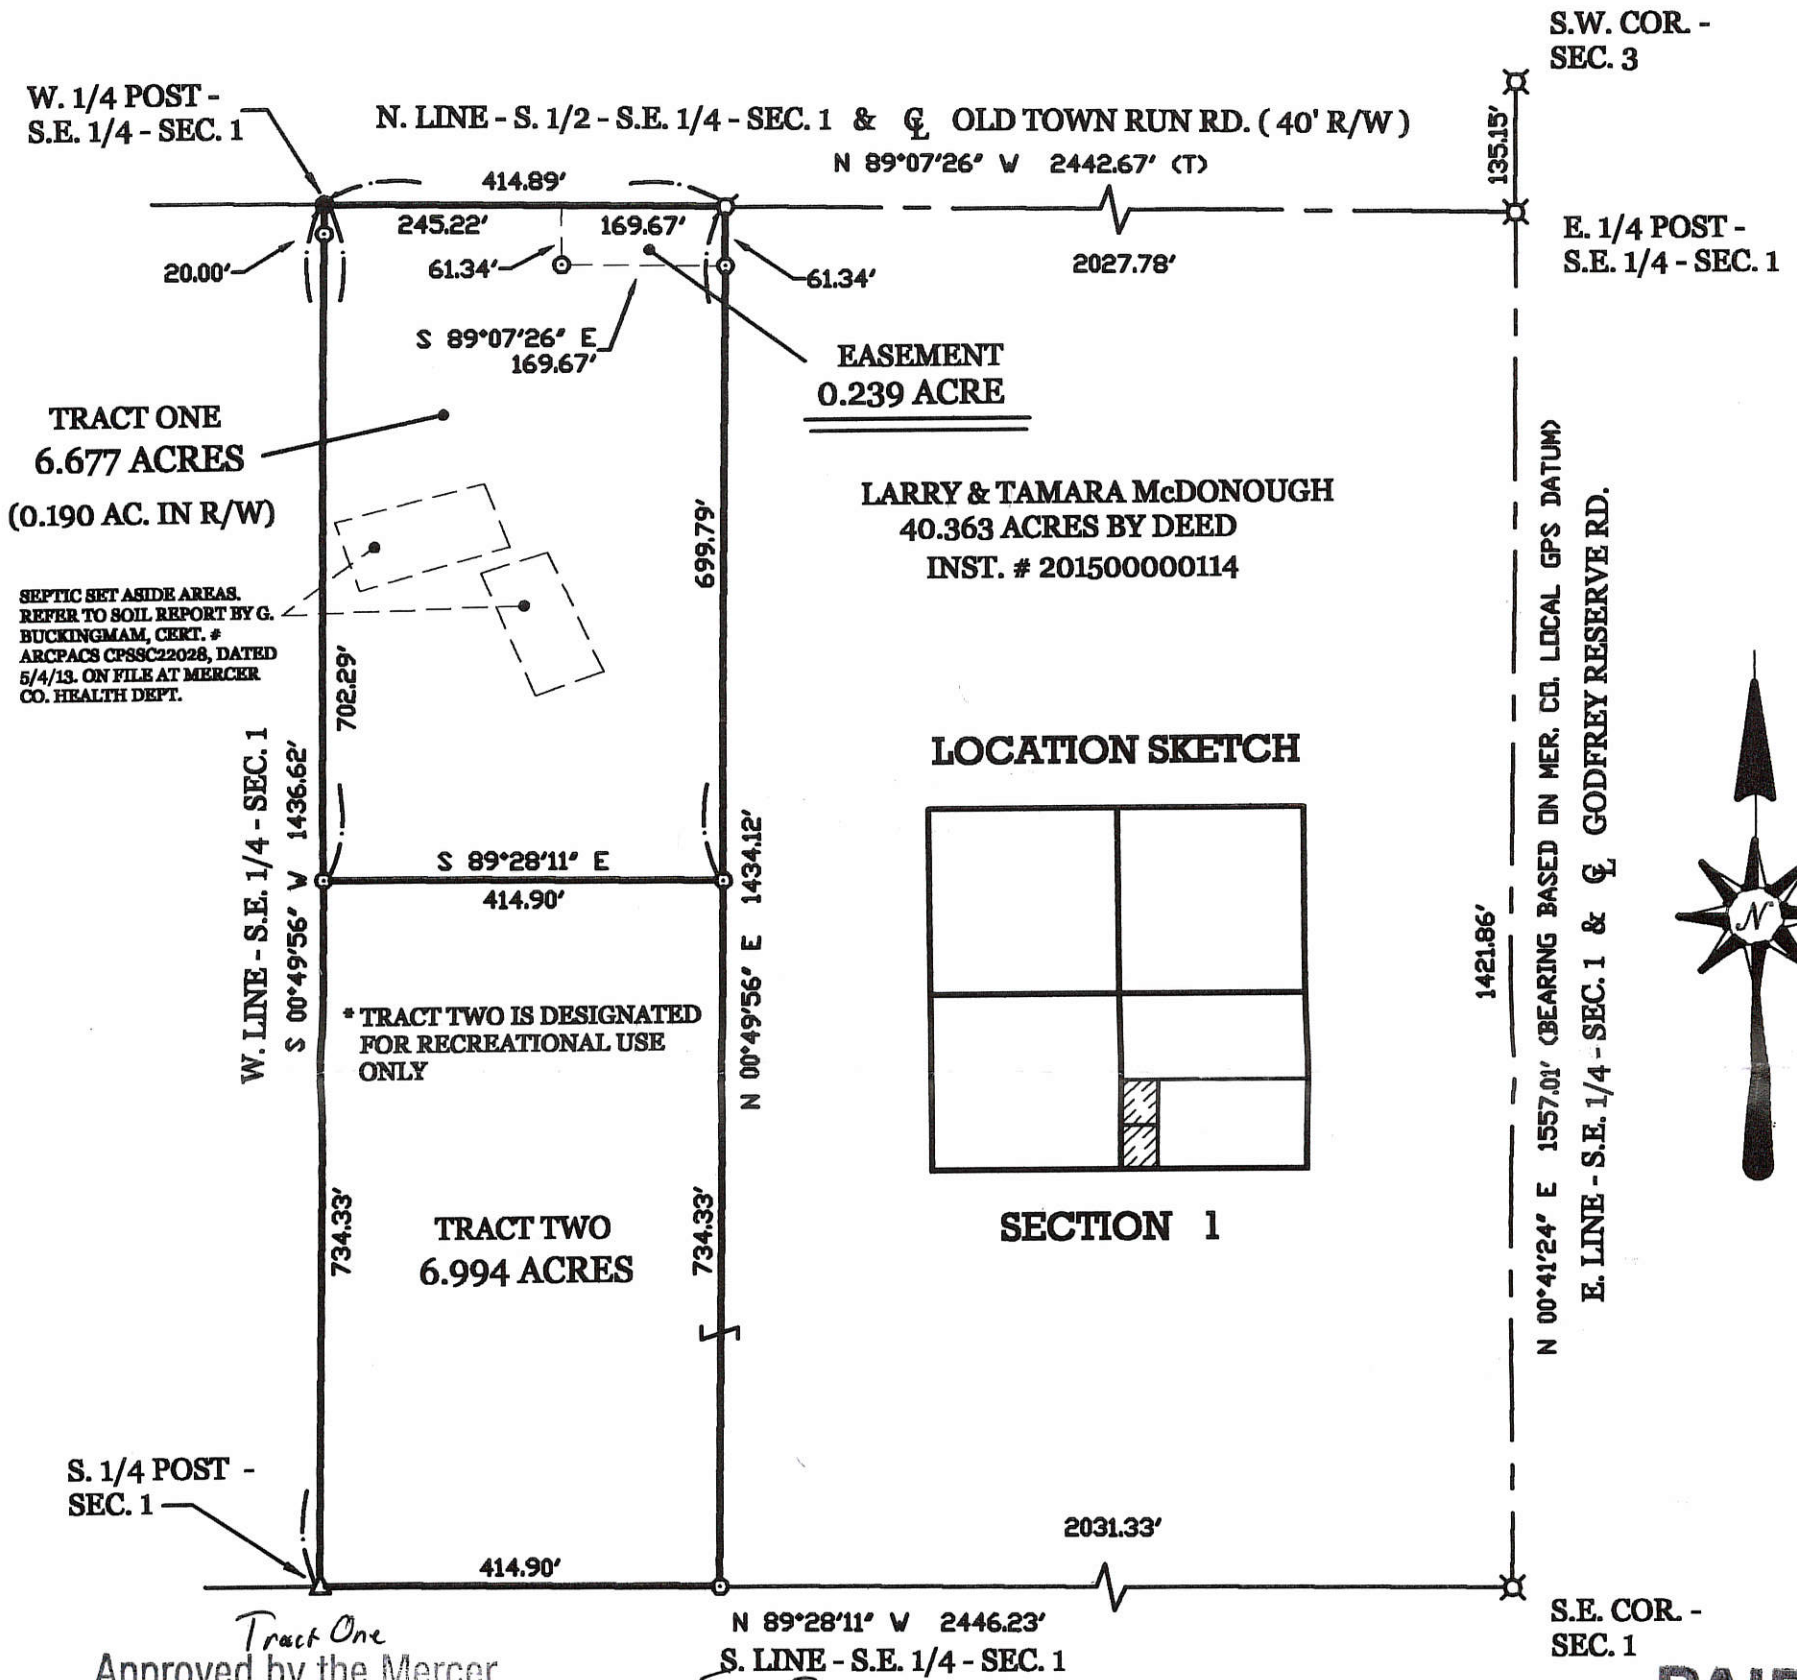 S.W. COR. -
SEC. 3
W. 1/4 POST -
S.E. 1/4 - SEC. 1
N. LINE - S. 1/2 - S.E. 1/4 - SEC. 1 & ℄ OLD TOWN RUN RD. ( 40' R/W )
N 89°07'26" W 2442.67' (T)
135.15'
414.89'
245.22'
169.67'
20.00'
61.34'
61.34'
2027.78'
E. 1/4 POST -
S.E. 1/4 - SEC. 1
S 89°07'26" E
169.67'
EASEMENT
0.239 ACRE
TRACT ONE
6.677 ACRES
(0.190 AC. IN R/W)
LARRY & TAMARA McDONOUGH
40.363 ACRES BY DEED
INST. # 201500000114
699.79'
SEPTIC SET ASIDE AREAS.
REFER TO SOIL REPORT BY G.
BUCKINGMAM, CERT. #
ARCPACS CPSSC22028, DATED
5/4/13. ON FILE AT MERCER
CO. HEALTH DEPT.
702.29'
W. LINE - S.E. 1/4 - SEC. 1
S 00°49'56" W 1436.62'
LOCATION SKETCH
S 89°28'11" E
414.90'
N 00°49'56" E 1434.12'
1421.86'
N 00°41'24" E 1557.01' (BEARING BASED ON MER. CO. LOCAL GPS DATUM)
E. LINE - S.E. 1/4 - SEC. 1 & ℄ GODFREY RESERVE RD.
N
* TRACT TWO IS DESIGNATED
FOR RECREATIONAL USE
ONLY
SECTION 1
734.33'
TRACT TWO
6.994 ACRES
734.33'
S. 1/4 POST -
SEC. 1
414.90'
2031.33'
N 89°28'11" W 2446.23'
S. LINE - S.E. 1/4 - SEC. 1
S.E. COR. -
SEC. 1
Tract One
Approved by the Mercer